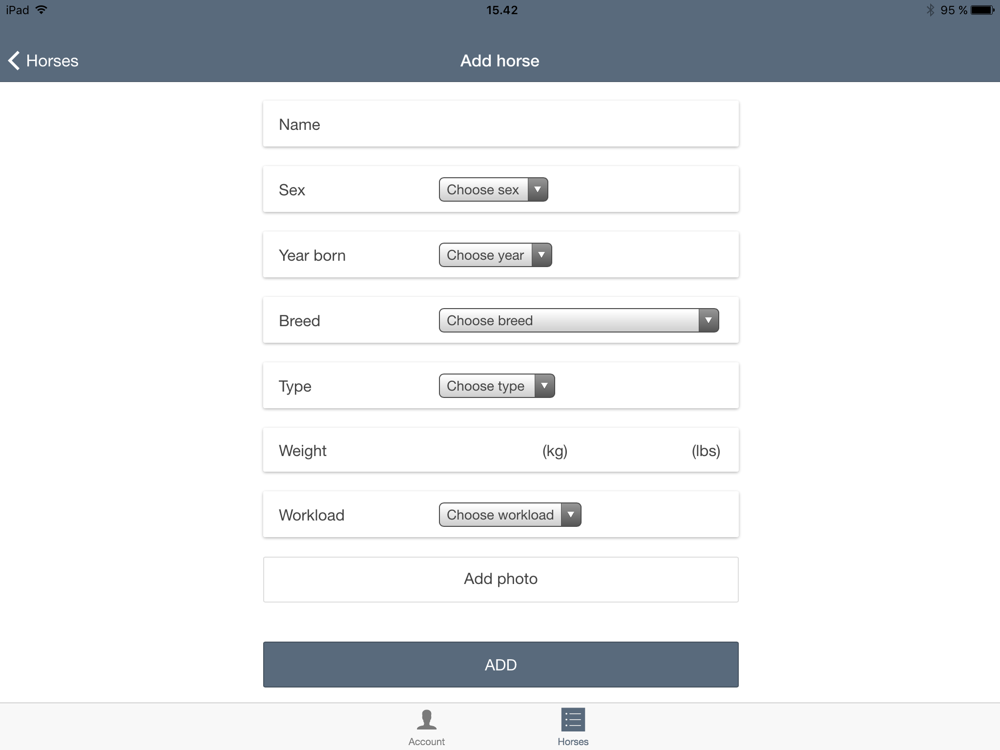 iPad 15.42 95 %
Horses Add horse
Name
Sex Choose sex
Year born Choose year
Breed Choose breed
Type Choose type
Weight (kg) (lbs)
Workload Choose workload
Add photo
ADD
Account Horses